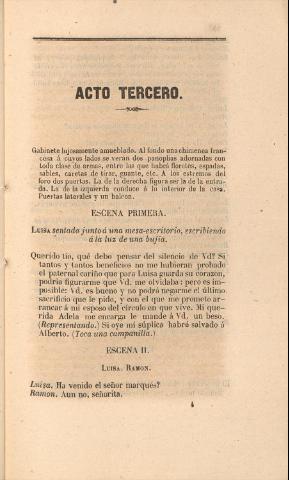 ACTO TERCERO.
Gabinete lujosamente amueblado. Al fondo una chimenea fran-
cesa á cuyos lados se veran dos panoplias adornadas con
todo clase de armas, entre las que habrá floretes, espadas,
sables, caretas de tirar, guante, etc. A los estremos del
foro dos puertas. La de la derecha figura ser la de entra-
da. La de la izquierda conduce á lo interior de la casa.
Puertas laterales y un balcon.
ESCENA PRIMERA.
LUISA sentada junto á una mesa-escritorio, escribiendo
á la luz de una bujía.
Querido tio, qué debo pensar del silencio de Vd? Si
tantos y tantos beneficios no me hubieran probado
el paternal cariño que para Luisa guarda su corazon,
podria figurarme que Vd. me olvidaba: pero es im-
posible: Vd. es bueno y no podrá negarme el último
sacrificio que le pido, y con el que me prometo ar-
rancar á mi esposo del círculo en que vive. Mi que-
rida Adela me encarga le mande á Vd. un beso.
(Representando.) Si oye mi súplica habré salvado á
Alberto. (Toca una campanilla.)
ESCENA II.
LUISA. RAMON.
Luisa. Ha venido el señor marqués?
Ramon. Aun no, señorita.
4